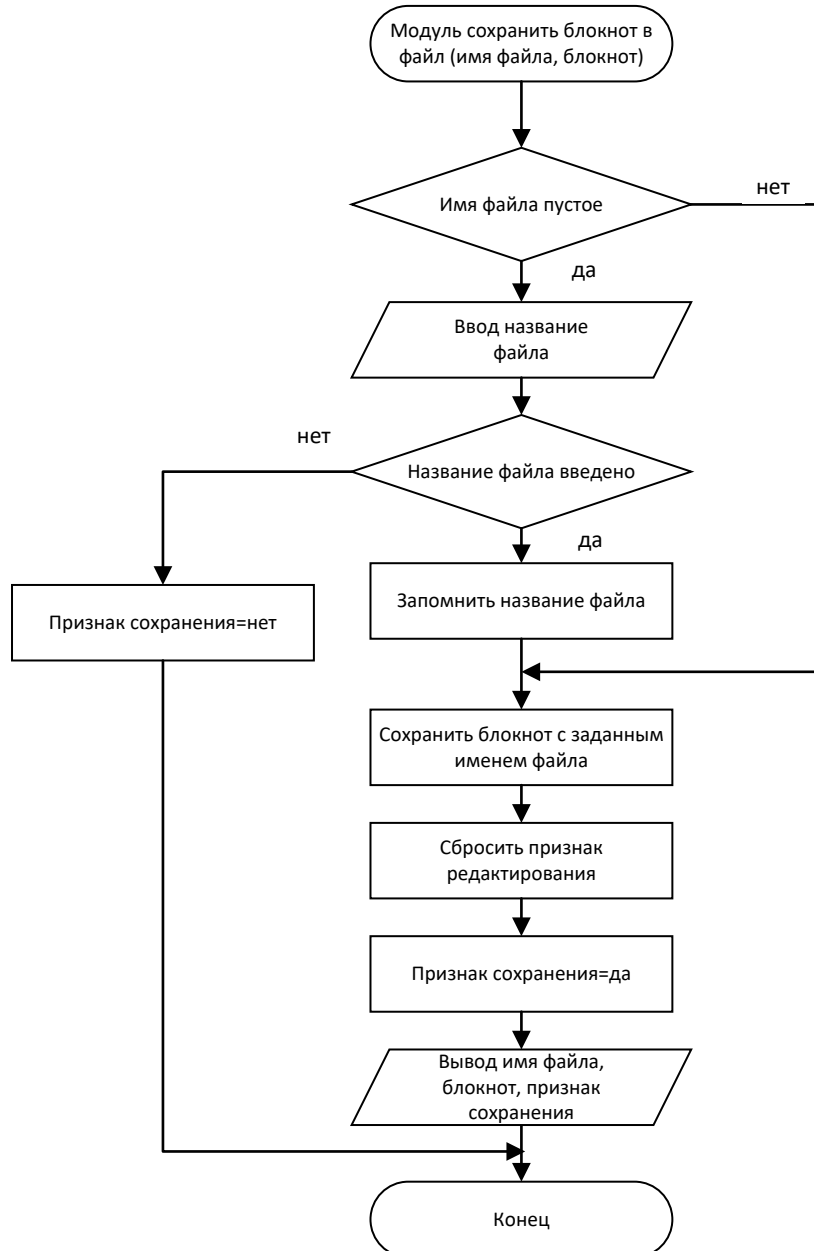 Модуль сохранить блокнот в
файл (имя файла, блокнот)
Имя файла пустое
нет
да
Ввод название
файла
нет
Название файла введено
да
Признак сохранения=нет
Запомнить название файла
Сохранить блокнот с заданным
именем файла
Сбросить признак
редактирования
Признак сохранения=да
Вывод имя файла,
блокнот, признак
сохранения
Конец